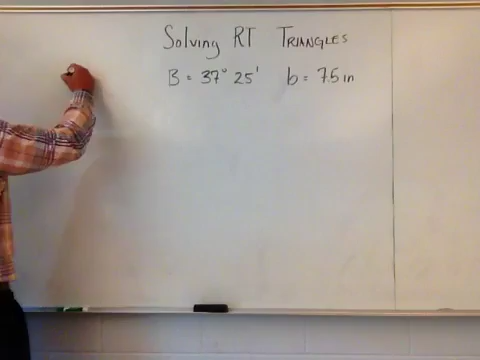 Solving RT TRIANGLES
B = 37° 25' b = 7.5 in